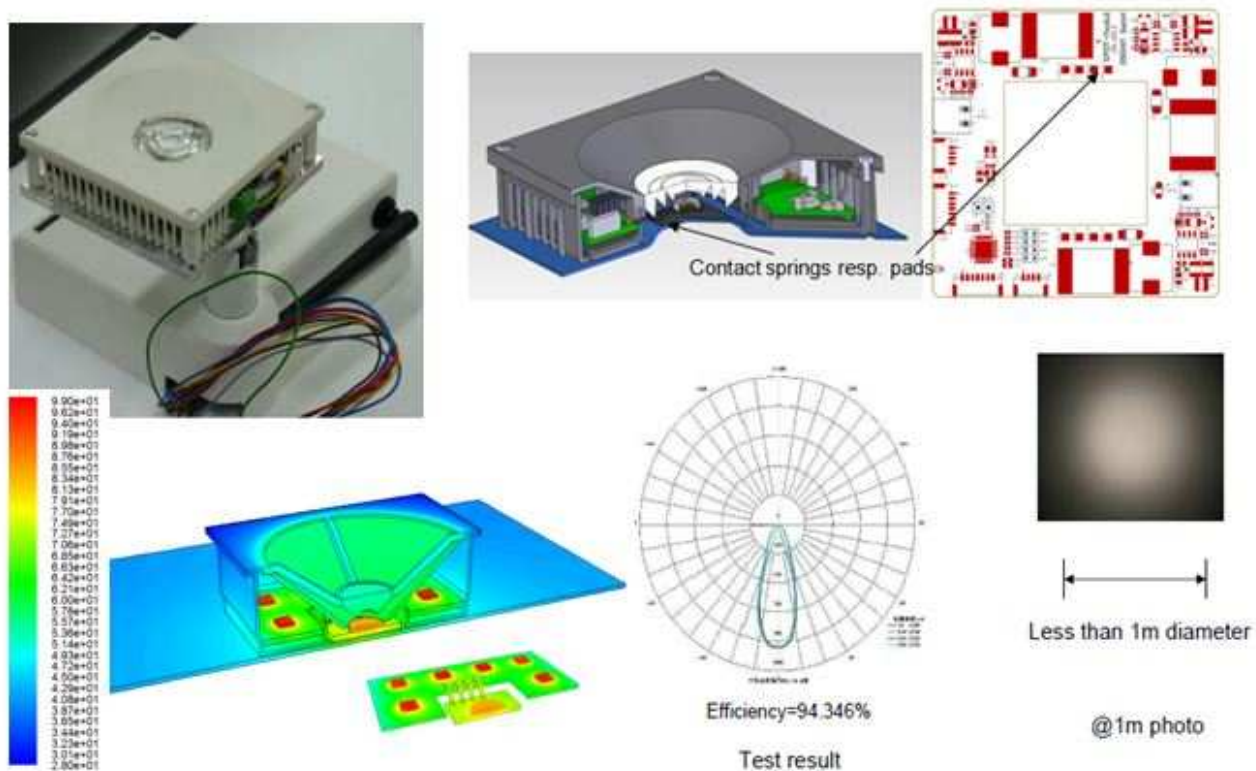 Contact springs resp. pads
9.90e+01
9.62e+01
9.40e+01
9.19e+01
8.98e+01
8.76e+01
8.55e+01
8.34e+01
8.13e+01
7.91e+01
7.70e+01
7.49e+01
7.27e+01
7.06e+01
6.85e+01
6.63e+01
6.42e+01
6.21e+01
6.00e+01
5.78e+01
5.57e+01
5.36e+01
5.14e+01
4.93e+01
4.72e+01
4.50e+01
4.29e+01
4.08e+01
3.87e+01
3.65e+01
3.44e+01
3.23e+01
3.01e+01
2.80e+01
Efficiency=94.346%
Test result
Less than 1m diameter
@1m photo